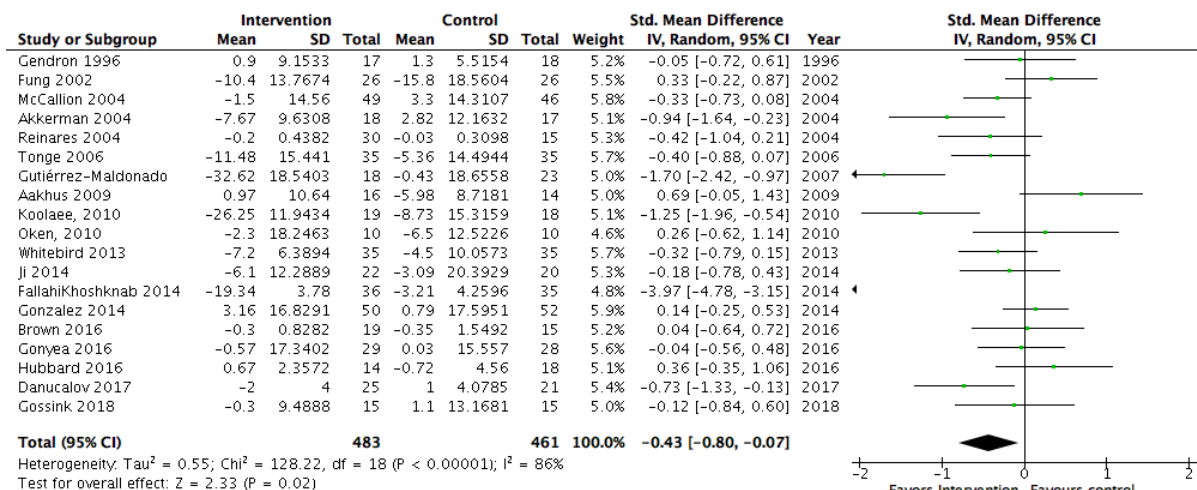 Intervention Control Std. Mean Difference Std. Mean Difference
Study or Subgroup Mean SD Total Mean SD Total Weight IV, Random, 95% CI Year IV, Random, 95% CI
Gendron 1996 0.9 9.1533 17 1.3 5.5154 18 5.2% -0.05 [-0.72, 0.61] 1996
Fung 2002 -10.4 13.7674 26 -15.8 18.5604 26 5.5% 0.33 [-0.22, 0.87] 2002
McCallion 2004 -1.5 14.56 49 3.3 14.3107 46 5.8% -0.33 [-0.73, 0.08] 2004
Akkerman 2004 -7.67 9.6308 18 2.82 12.1632 17 5.1% -0.94 [-1.64, -0.23] 2004
Reinares 2004 -0.2 0.4382 30 -0.03 0.3098 15 5.3% -0.42 [-1.04, 0.21] 2004
Tonge 2006 -11.48 15.441 35 -5.36 14.4944 35 5.7% -0.40 [-0.88, 0.07] 2006
Gutiérrez-Maldonado -32.62 18.5403 18 -0.43 18.6558 23 5.0% -1.70 [-2.42, -0.97] 2007
Aakhus 2009 0.97 10.64 16 -5.98 8.7181 14 4.9% 0.69 [-0.05, 1.43] 2009
Koolaee, 2010 -26.25 11.9434 19 -8.73 15.3159 18 5.1% -1.25 [-1.96, -0.54] 2010
Oken, 2010 -2.3 18.2463 10 -6.5 12.5226 10 4.6% 0.26 [-0.62, 1.14] 2010
Whitebird 2013 -7.2 6.3894 35 -4.5 10.0573 35 5.7% -0.32 [-0.79, 0.15] 2013
Ji 2014 -6.1 12.2889 22 -3.09 20.3929 20 5.4% -0.18 [-0.78, 0.43] 2014
FallahiKhoshknab 2014 -19.34 3.78 36 -3.21 4.2596 35 4.8% -3.97 [-4.78, -3.15] 2014
Gonzalez 2014 3.16 16.8291 50 0.79 17.5951 52 5.9% 0.14 [-0.25, 0.53] 2014
Brown 2016 -0.3 0.8282 19 -0.35 1.5492 15 5.2% 0.04 [-0.64, 0.72] 2016
Gonyea 2016 -0.57 17.3402 29 0.03 15.557 28 5.6% -0.04 [-0.56, 0.48] 2016
Hubbard 2016 0.67 2.3572 14 -0.72 4.56 18 5.1% 0.36 [-0.35, 1.06] 2016
Danucalov 2017 -2 4 25 1 4.0785 21 5.4% -0.73 [-1.33, -0.13] 2017
Gossink 2018 -0.3 9.4888 15 1.1 13.1681 15 5.0% -0.12 [-0.84, 0.60] 2018
Total (95% CI) 483 461 100.0% -0.43 [-0.80, -0.07]
Heterogeneity: Tau² = 0.55; Chi² = 128.22, df = 18 (P < 0.00001); I² = 86%
Test for overall effect: Z = 2.33 (P = 0.02)
-2 -1 0 1 2
Favors Intervention Favours control